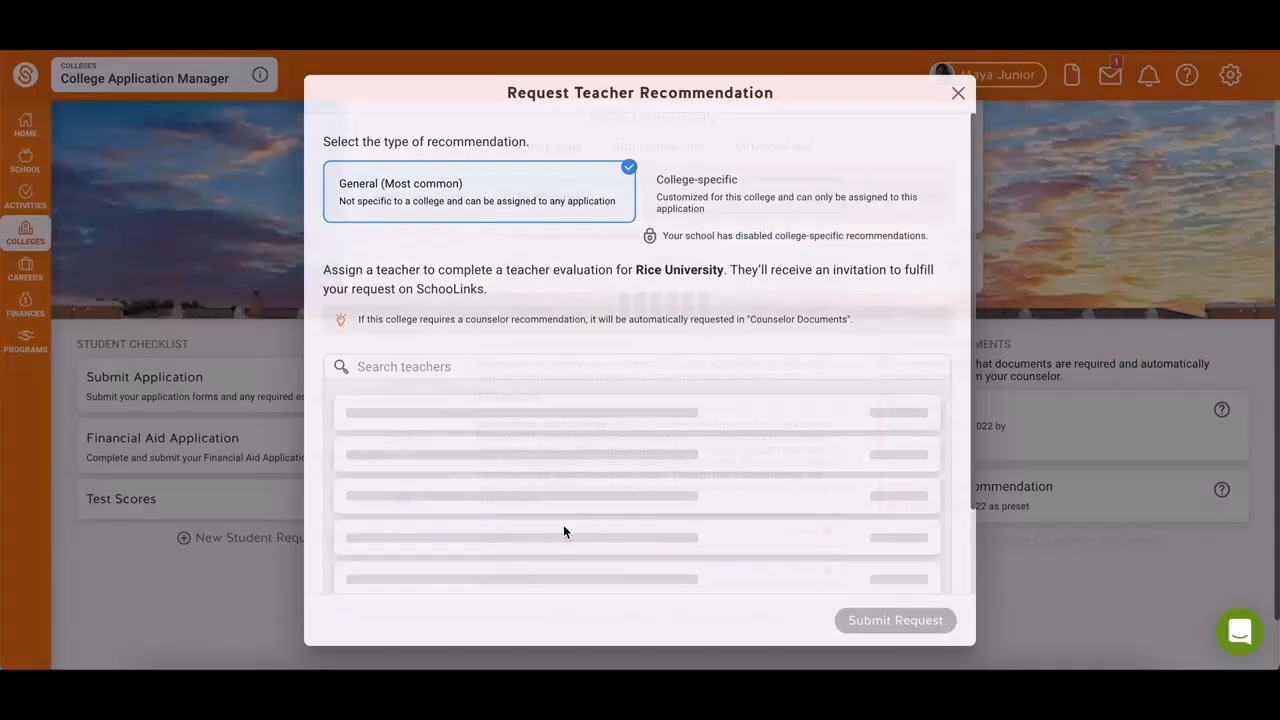 COLLEGES
College Application Manager
Maya Junior
1
HOME
SCHOOL
ACTIVITIES
COLLEGES
CAREERS
FINANCES
PROGRAMS
Request Teacher Recommendation
Select the type of recommendation.
General (Most common)
Not specific to a college and can be assigned to any application
College-specific
Customized for this college and can only be assigned to this
application
Your school has disabled college-specific recommendations.
Assign a teacher to complete a teacher evaluation for Rice University. They'll receive an invitation to fulfill
your request on SchooLinks.
If this college requires a counselor recommendation, it will be automatically requested in "Counselor Documents".
Search teachers
Submit Request
STUDENT CHECKLIST
Submit Application
Submit your application forms and any required es
Financial Aid Application
Complete and submit your Financial Aid Applicatio
Test Scores
New Student Requ
MENTS
hat documents are required and automatically
m your counselor.
022 by
ommendation
22 as preset